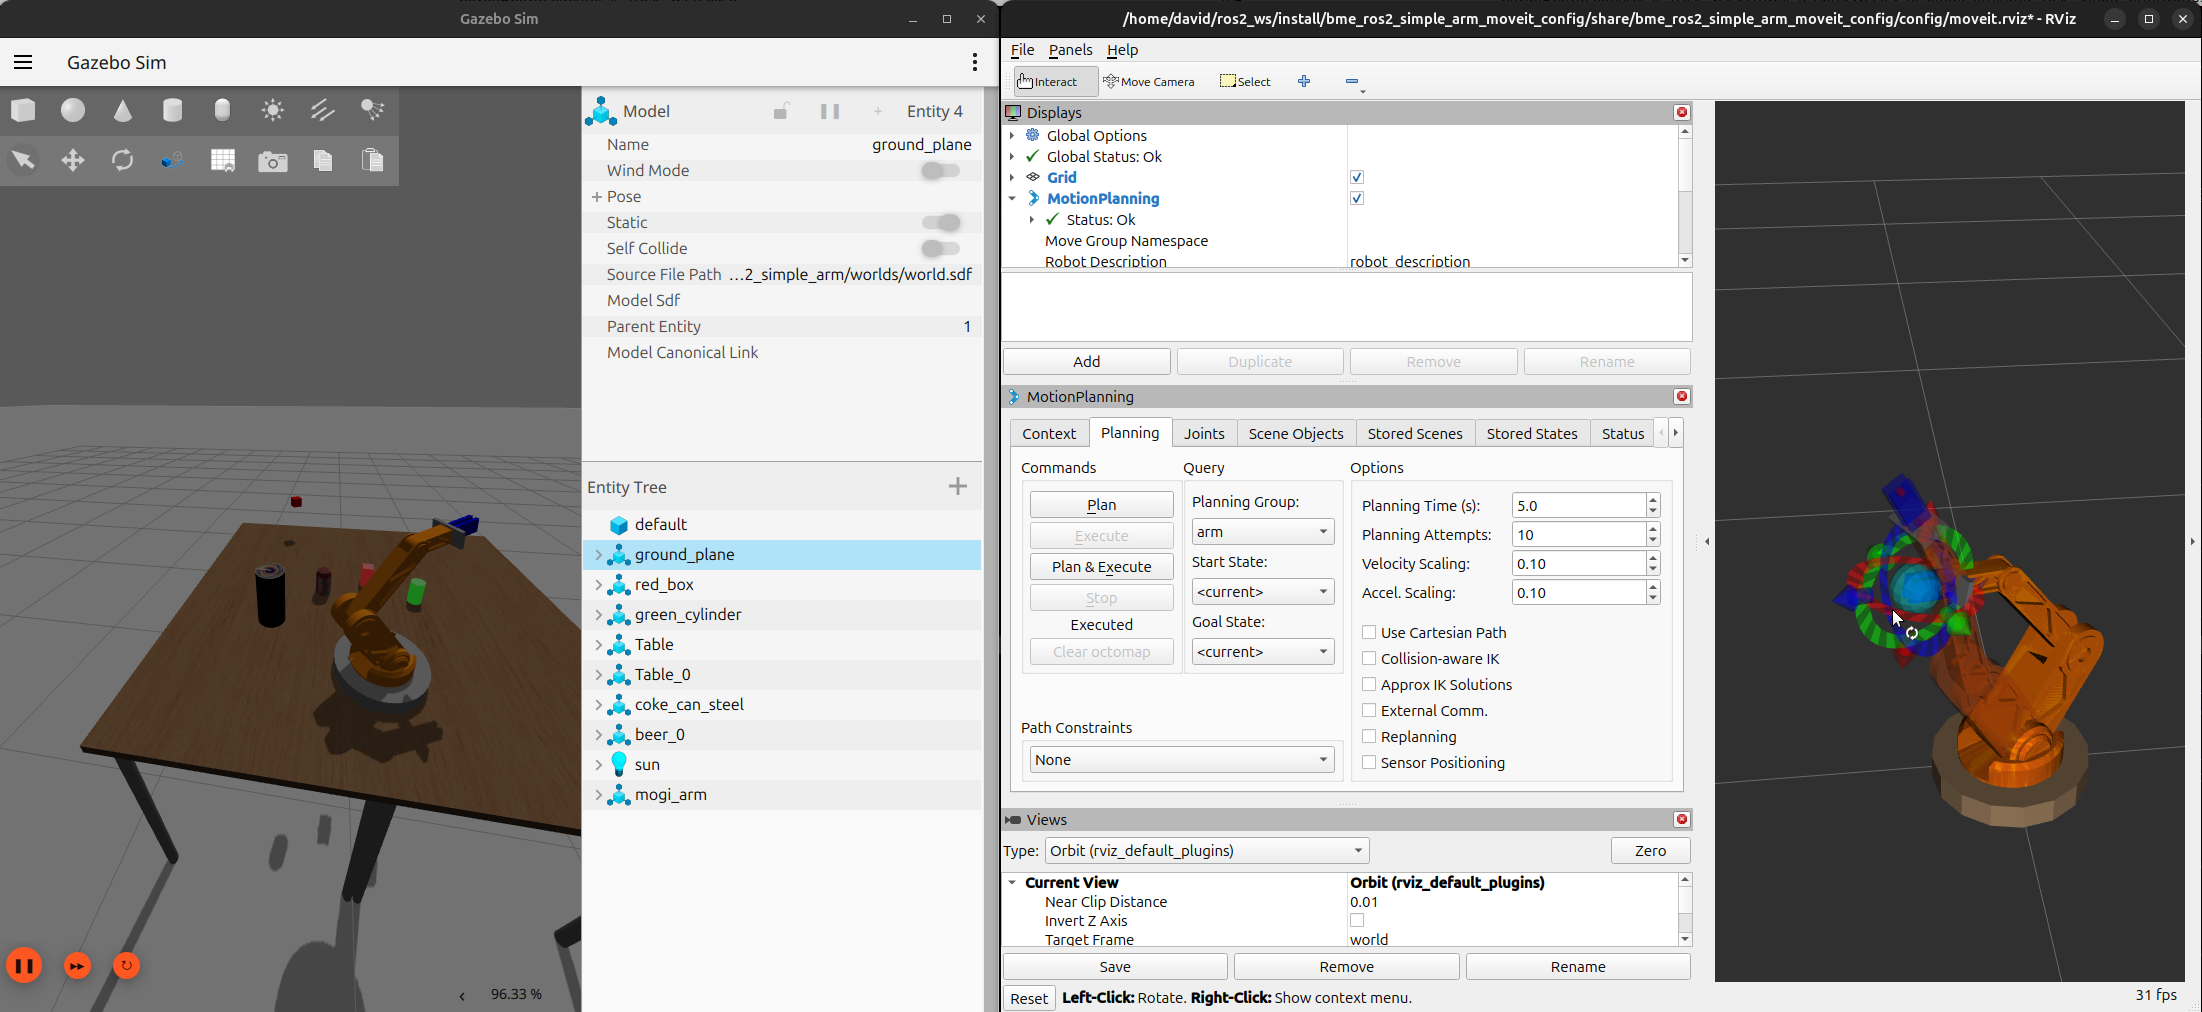 Gazebo Sim
Gazebo Sim
Model
Entity 4
Name ground_plane
Wind Mode
Pose
Static
Self Collide
Source File Path ...2_simple_arm/worlds/world.sdf
Model Sdf
Parent Entity 1
Model Canonical Link
Entity Tree
default
ground_plane
red_box
green_cylinder
Table
Table_0
coke_can_steel
beer_0
sun
mogi_arm
96.33 %
/home/david/ros2_ws/install/bme_ros2_simple_arm_moveit_config/share/bme_ros2_simple_arm_moveit_config/config/moveit.rviz* - RViz
File Panels Help
Interact Move Camera Select
Displays
Global Options
Global Status: Ok
Grid
MotionPlanning
Status: Ok
Move Group Namespace
Robot Description robot_description
Add Duplicate Remove Rename
MotionPlanning
Context Planning Joints Scene Objects Stored Scenes Stored States Status
Commands
Plan
Execute
Plan & Execute
Stop
Executed
Clear octomap
Query
Planning Group:
arm
Start State:
<current>
Goal State:
<current>
Options
Planning Time (s): 5.0
Planning Attempts: 10
Velocity Scaling: 0.10
Accel. Scaling: 0.10
Use Cartesian Path
Collision-aware IK
Approx IK Solutions
External Comm.
Replanning
Sensor Positioning
Path Constraints
None
Views
Type: Orbit (rviz_default_plugins) Zero
Current View Orbit (rviz_default_plugins)
Near Clip Distance 0.01
Invert Z Axis
Target Frame world
Save Remove Rename
Reset Left-Click: Rotate. Right-Click: Show context menu.
31 fps